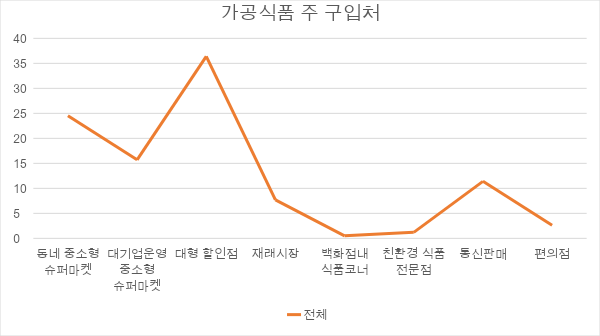 가공식품 주 구입처
40
35
30
25
20
15
10
5
0
동네 중소형
슈퍼마켓
대기업운영
중소형
슈퍼마켓
대형 할인점
재래시장
백화점내
식품코너
친환경 식품
전문점
통신판매
편의점
전체